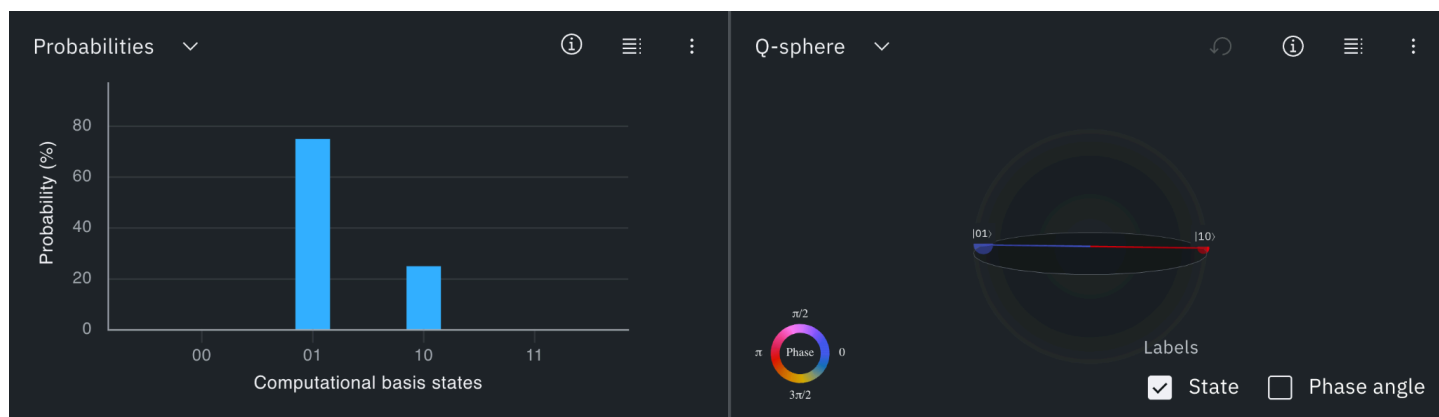 Probabilities
Probability (%)
80
60
40
20
0
00 01 10 11
Computational basis states
Q-sphere
|01⟩
|10⟩
π/2
π Phase 0
3π/2
Labels
State Phase angle